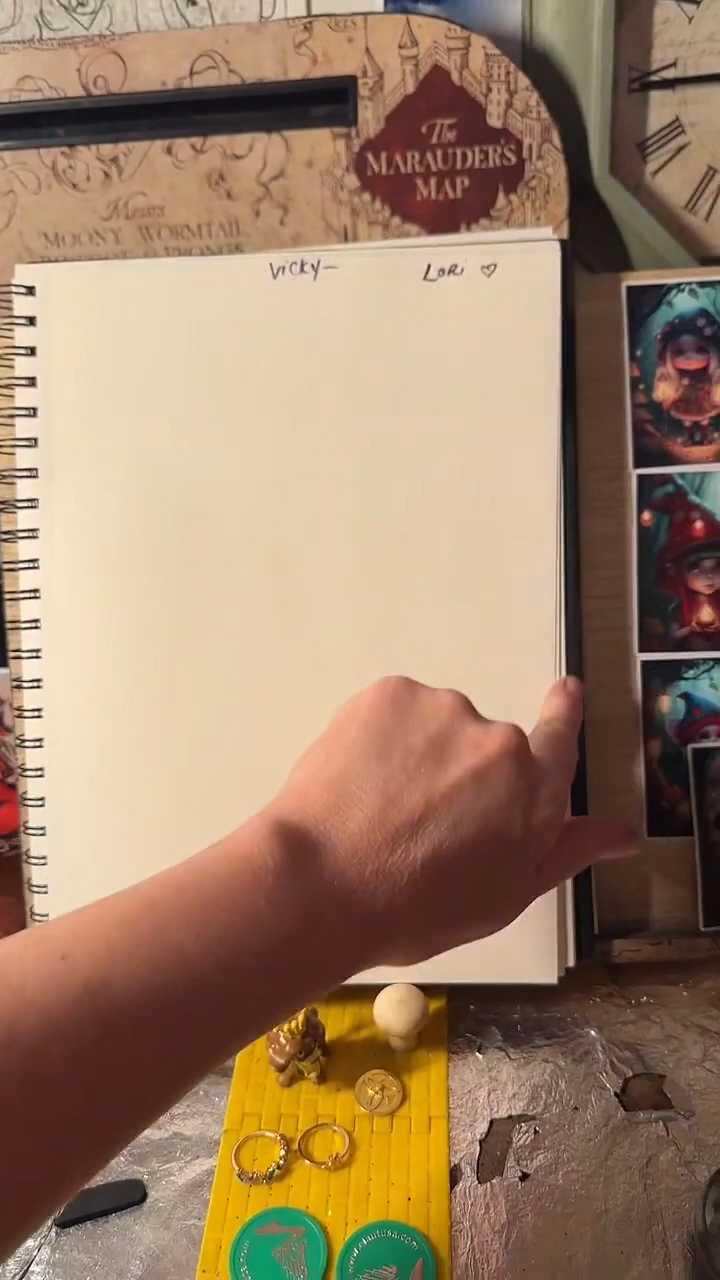 The
MARAUDER'S
MAP
Messrs
MOONY WORMTAIL
Vicky—
LORi ♡